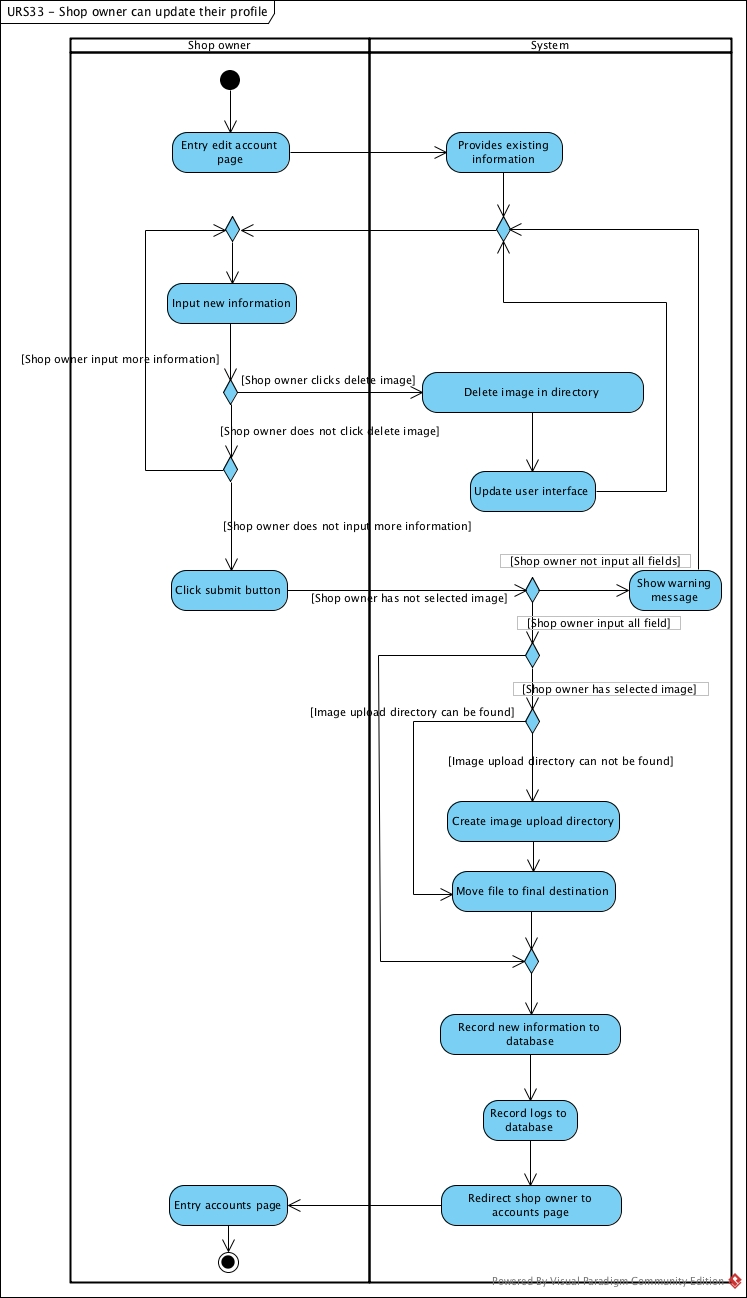 URS33 - Shop owner can update their profile
Shop owner
System
Entry edit account
page
Provides existing
information
Input new information
[Shop owner input more information]
[Shop owner clicks delete image]
Delete image in directory
[Shop owner does not click delete image]
Update user interface
[Shop owner does not input more information]
[Shop owner not input all fields]
Click submit button
[Shop owner has not selected image]
Show warning
message
[Shop owner input all field]
[Shop owner has selected image]
[Image upload directory can be found]
[Image upload directory can not be found]
Create image upload directory
Move file to final destination
Record new information to
database
Record logs to
database
Entry accounts page
Redirect shop owner to
accounts page
Powered By Visual Paradigm Community Edition